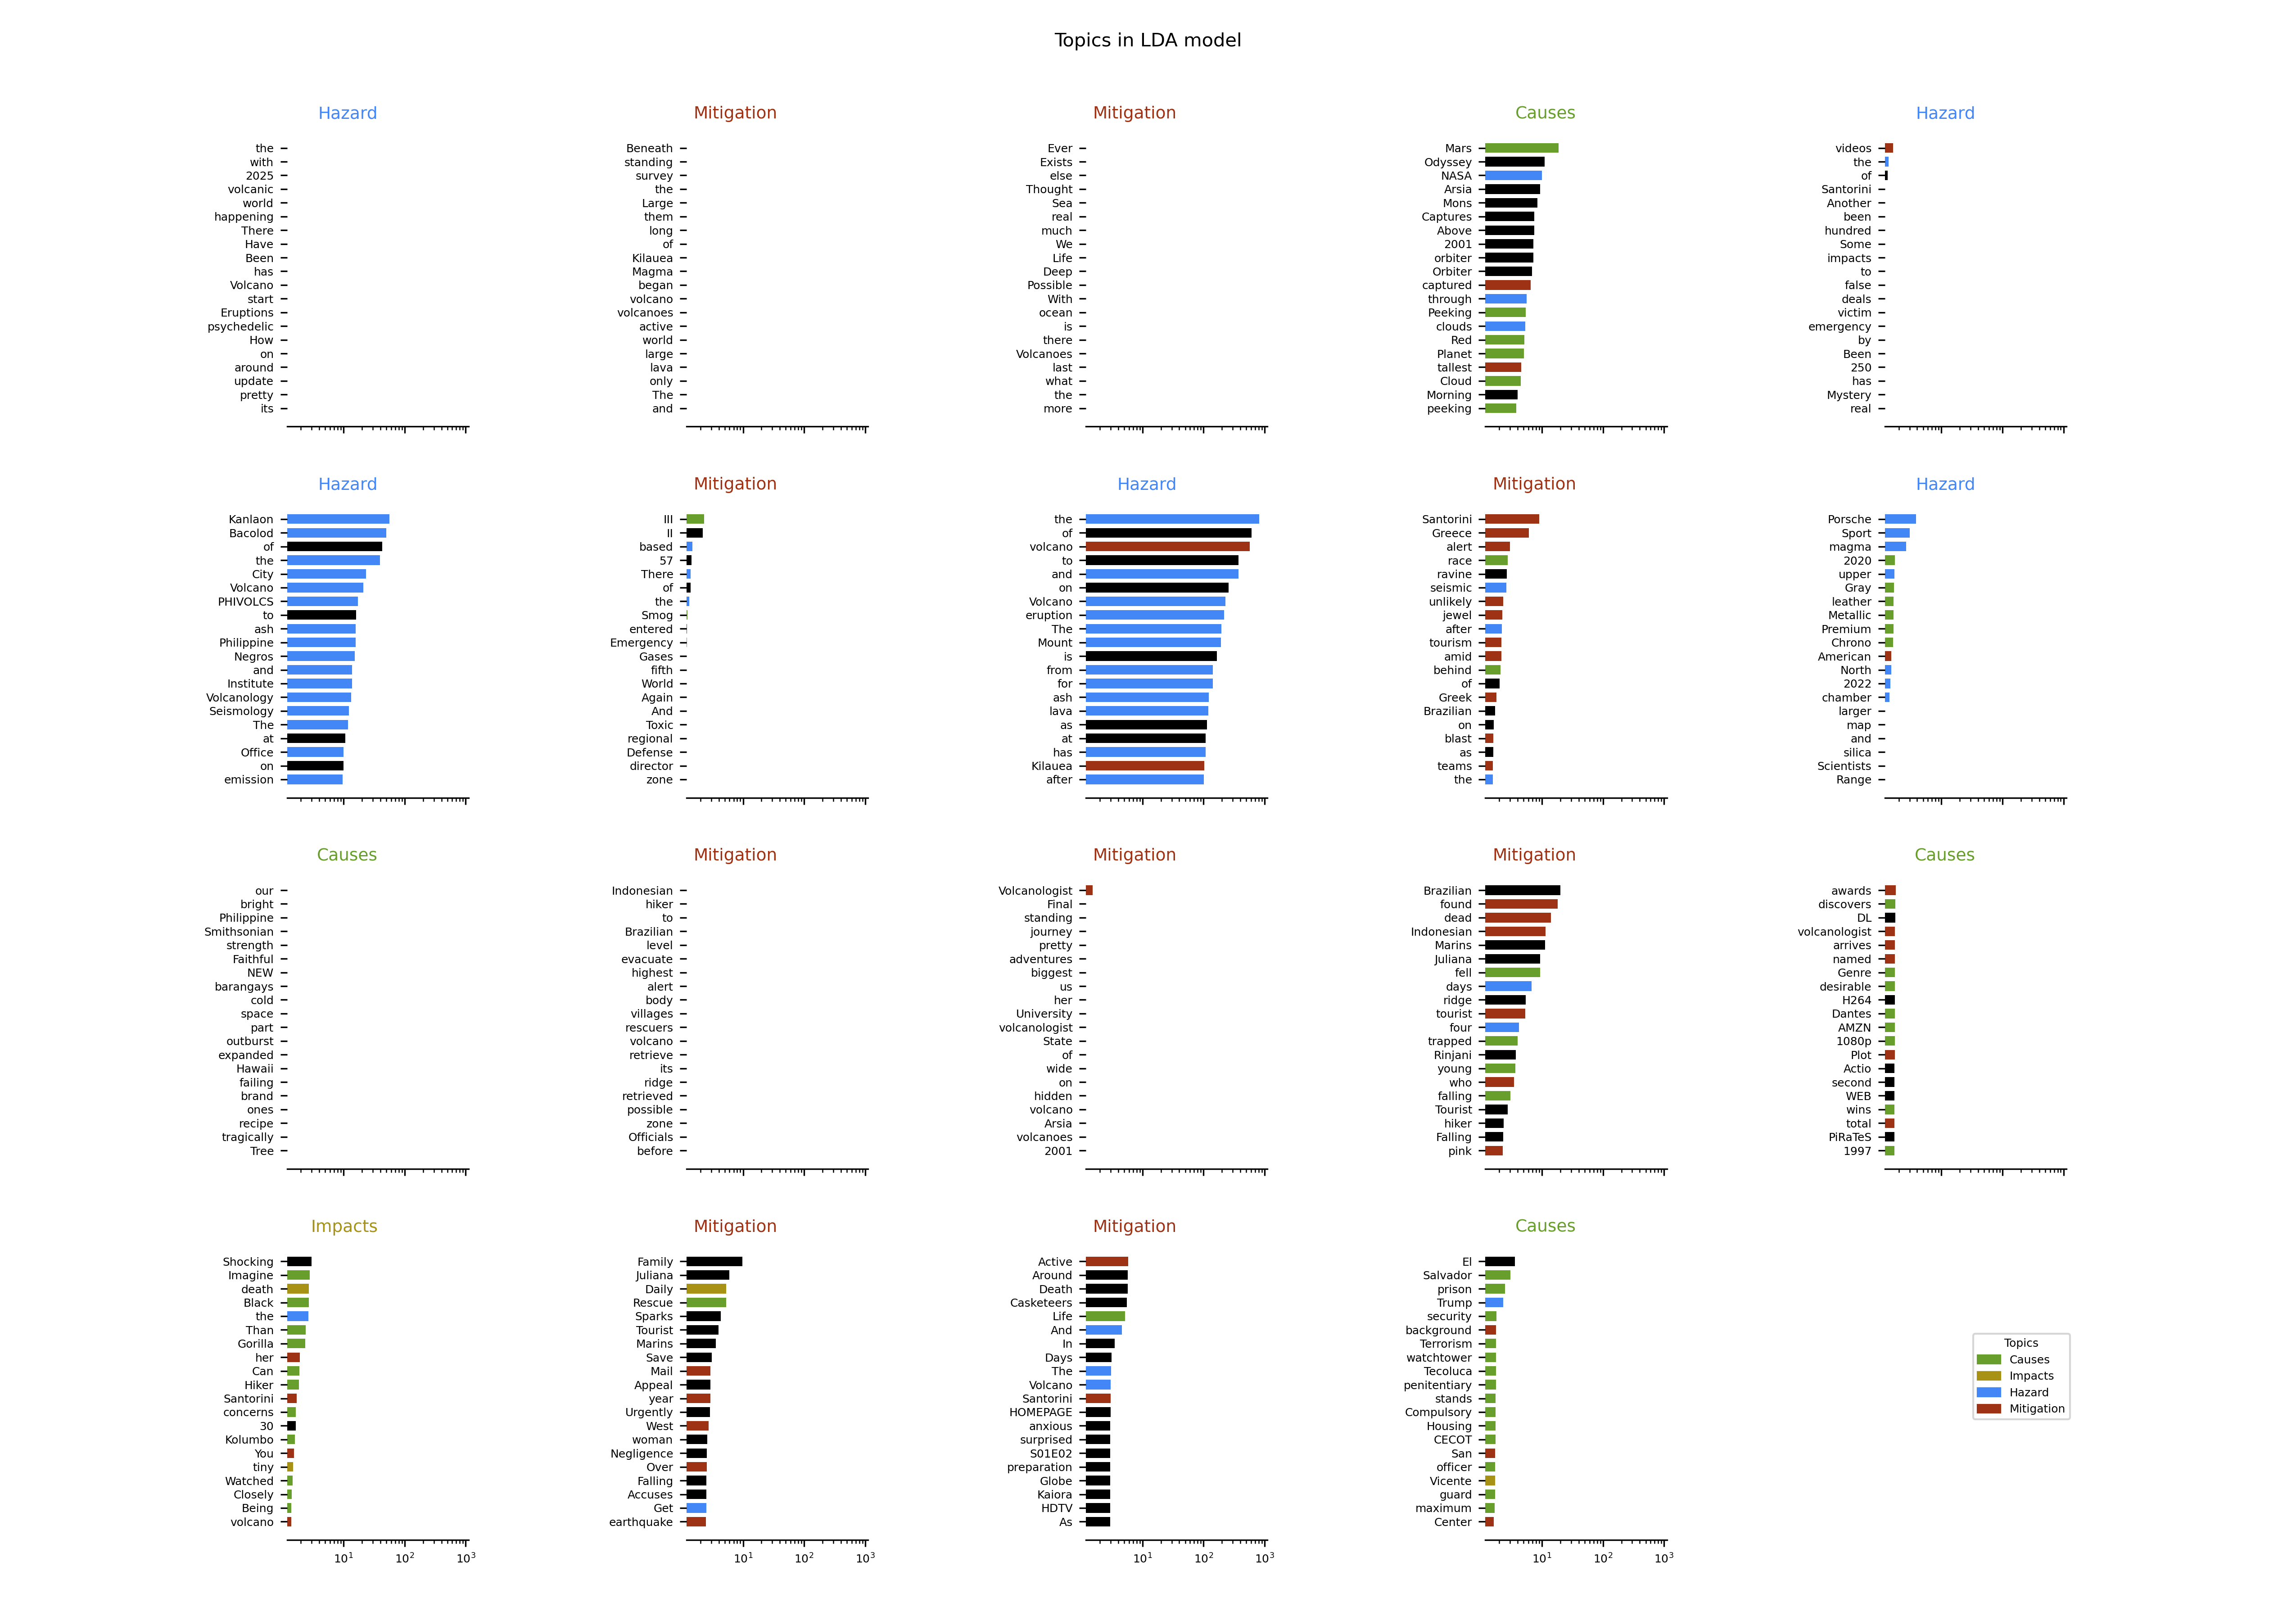 Topics in LDA model
Hazard
the
with
2025
volcanic
world
happening
There
Have
Been
has
Volcano
start
Eruptions
psychedelic
How
on
around
update
pretty
its
Mitigation
Beneath
standing
survey
the
Large
them
long
of
Kilauea
Magma
began
volcano
volcanoes
active
world
large
lava
only
The
and
Mitigation
Ever
Exists
else
Thought
Sea
real
much
We
Life
Deep
Possible
With
ocean
is
there
Volcanoes
last
what
the
more
Causes
Mars
Odyssey
NASA
Arsia
Mons
Captures
Above
2001
orbiter
Orbiter
captured
through
Peeking
clouds
Red
Planet
tallest
Cloud
Morning
peeking
Hazard
videos
the
of
Santorini
Another
been
hundred
Some
impacts
to
false
deals
victim
emergency
by
Been
250
has
Mystery
real
Hazard
Kanlaon
Bacolod
of
the
City
Volcano
PHIVOLCS
to
ash
Philippine
Negros
and
Institute
Volcanology
Seismology
The
at
Office
on
emission
Mitigation
III
II
based
57
There
of
the
Smog
entered
Emergency
Gases
fifth
World
Again
And
Toxic
regional
Defense
director
zone
Hazard
the
of
volcano
to
and
on
Volcano
eruption
The
Mount
is
from
for
ash
lava
as
at
has
Kilauea
after
Mitigation
Santorini
Greece
alert
race
ravine
seismic
unlikely
jewel
after
tourism
amid
behind
of
Greek
Brazilian
on
blast
as
teams
the
Hazard
Porsche
Sport
magma
2020
upper
Gray
leather
Metallic
Premium
Chrono
American
North
2022
chamber
larger
map
and
silica
Scientists
Range
Causes
our
bright
Philippine
Smithsonian
strength
Faithful
NEW
barangays
cold
space
part
outburst
expanded
Hawaii
failing
brand
ones
recipe
tragically
Tree
Mitigation
Indonesian
hiker
to
Brazilian
level
evacuate
highest
alert
body
villages
rescuers
volcano
retrieve
its
ridge
retrieved
possible
zone
Officials
before
Mitigation
Volcanologist
Final
standing
journey
pretty
adventures
biggest
us
her
University
volcanologist
State
of
wide
on
hidden
volcano
Arsia
volcanoes
2001
Mitigation
Brazilian
found
dead
Indonesian
Marins
Juliana
fell
days
ridge
tourist
four
trapped
Rinjani
young
who
falling
Tourist
hiker
Falling
pink
Causes
awards
discovers
DL
volcanologist
arrives
named
Genre
desirable
H264
Dantes
AMZN
1080p
Plot
Actio
second
WEB
wins
total
PiRaTeS
1997
Impacts
Shocking
Imagine
death
Black
the
Than
Gorilla
her
Can
Hiker
Santorini
concerns
30
Kolumbo
You
tiny
Watched
Closely
Being
volcano
10¹ 10² 10³
Mitigation
Family
Juliana
Daily
Rescue
Sparks
Tourist
Marins
Save
Mail
Appeal
year
Urgently
West
woman
Negligence
Over
Falling
Accuses
Get
earthquake
10¹ 10² 10³
Mitigation
Active
Around
Death
Casketeers
Life
And
In
Days
The
Volcano
Santorini
HOMEPAGE
anxious
surprised
S01E02
preparation
Globe
Kaiora
HDTV
As
10¹ 10² 10³
Causes
El
Salvador
prison
Trump
security
background
Terrorism
watchtower
Tecoluca
penitentiary
stands
Compulsory
Housing
CECOT
San
officer
Vicente
guard
maximum
Center
10¹ 10² 10³
Topics
Causes
Impacts
Hazard
Mitigation